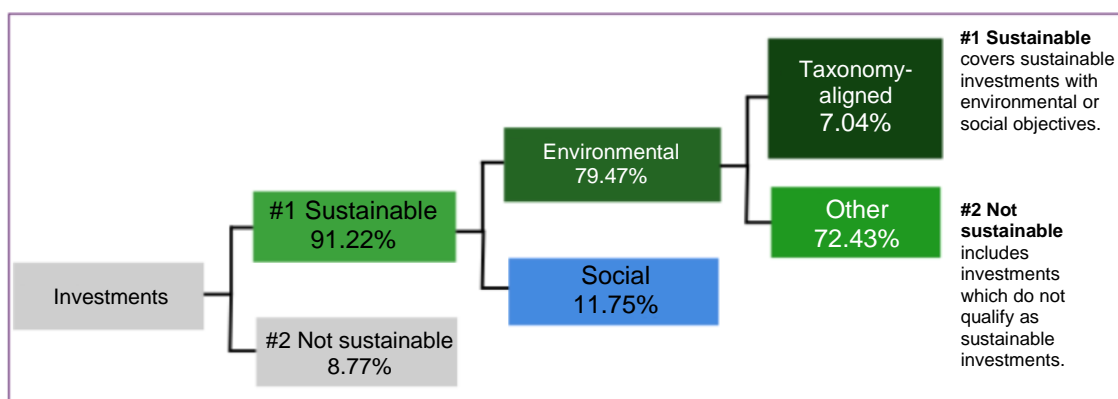 Investments
#1 Sustainable
91.22%
#2 Not sustainable
8.77%
Environmental
79.47%
Social
11.75%
Taxonomy-
aligned
7.04%
Other
72.43%
#1 Sustainable
covers sustainable
investments with
environmental or
social objectives.
#2 Not
sustainable
includes
investments
which do not
qualify as
sustainable
investments.